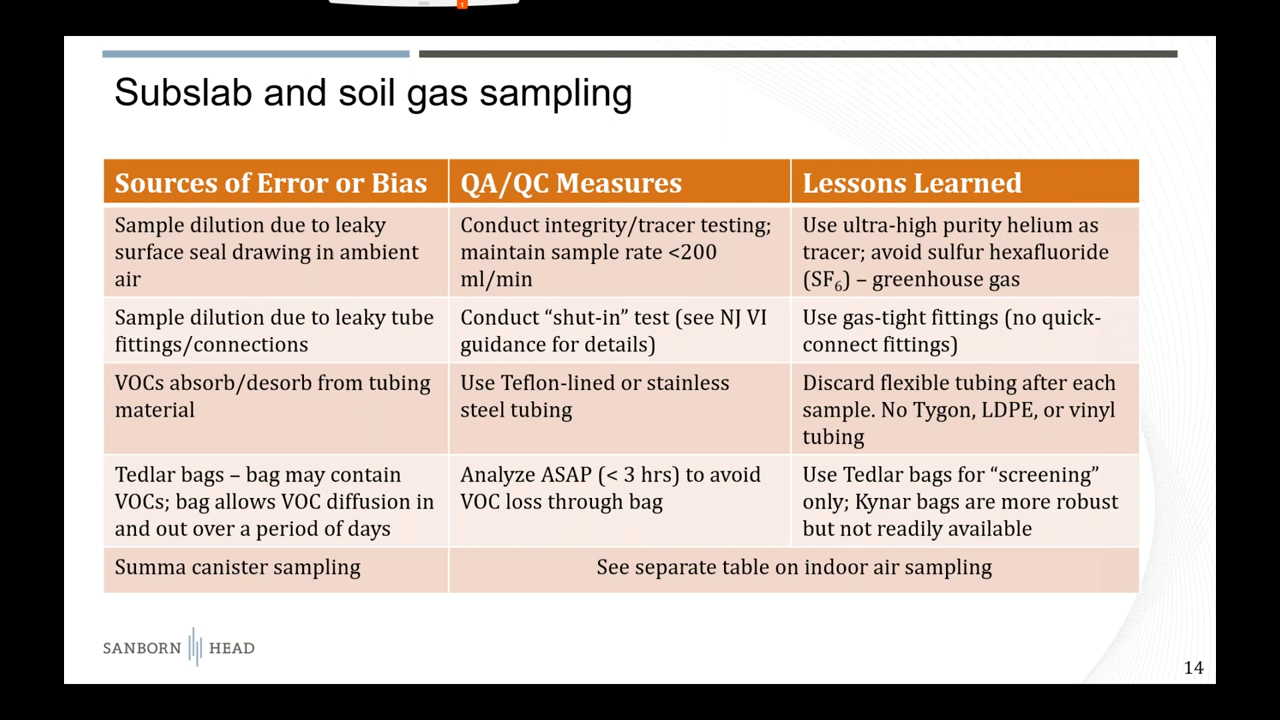 Subslab and soil gas sampling
Sources of Error or Bias
QA/QC Measures
Lessons Learned
Sample dilution due to leaky
surface seal drawing in ambient
air
Conduct integrity/tracer testing;
maintain sample rate <200
ml/min
Use ultra-high purity helium as
tracer; avoid sulfur hexafluoride
(SF₆) – greenhouse gas
Sample dilution due to leaky tube
fittings/connections
Conduct “shut-in” test (see NJ VI
guidance for details)
Use gas-tight fittings (no quick-
connect fittings)
VOCs absorb/desorb from tubing
material
Use Teflon-lined or stainless
steel tubing
Discard flexible tubing after each
sample. No Tygon, LDPE, or vinyl
tubing
Tedlar bags – bag may contain
VOCs; bag allows VOC diffusion in
and out over a period of days
Analyze ASAP (< 3 hrs) to avoid
VOC loss through bag
Use Tedlar bags for “screening”
only; Kynar bags are more robust
but not readily available
Summa canister sampling
See separate table on indoor air sampling
SANBORN HEAD
14